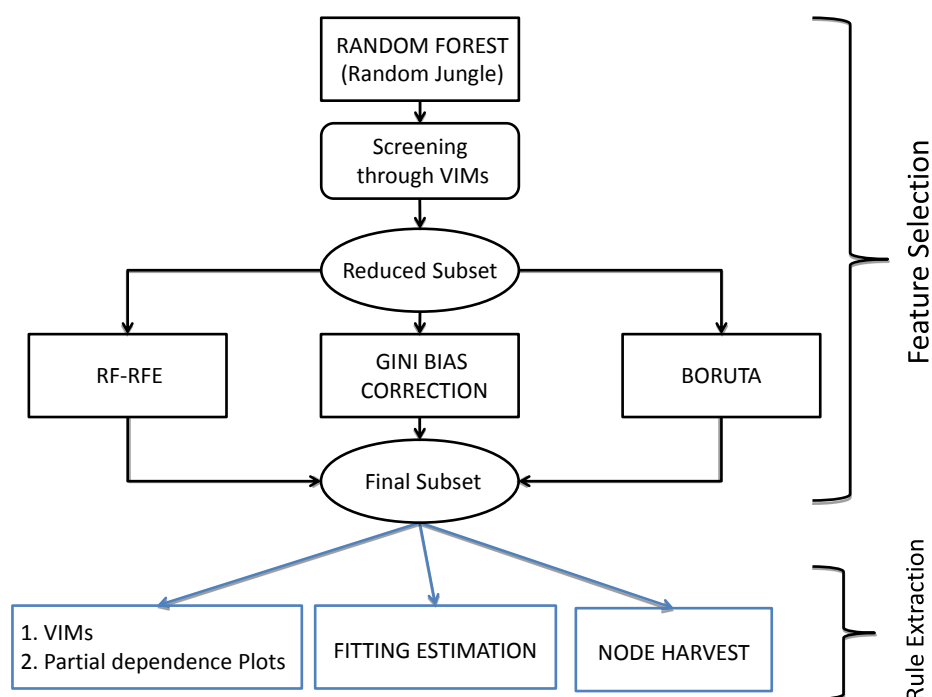 RANDOM FOREST
(Random Jungle)
Screening
through VIMs
Reduced Subset
RF-RFE
GINI BIAS
CORRECTION
BORUTA
Final Subset
Feature Selection
1. VIMs
2. Partial dependence Plots
FITTING ESTIMATION
NODE HARVEST
Rule Extraction